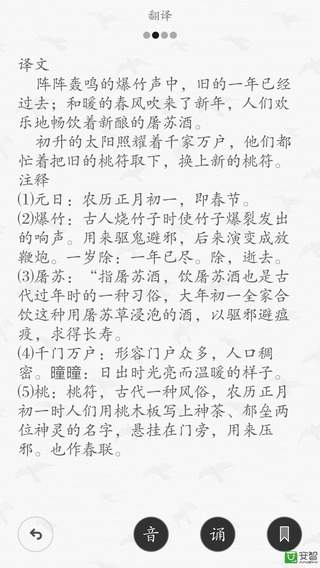 翻译
译文
阵阵轰鸣的爆竹声中，旧的一年已经
过去；和暖的春风吹来了新年，人们欢
乐地畅饮着新酿的屠苏酒。
初升的太阳照耀着千家万户，他们都
忙着把旧的桃符取下，换上新的桃符。
注释
⑴元日：农历正月初一，即春节。
⑵爆竹：古人烧竹子时使竹子爆裂发出
的响声。用来驱鬼避邪，后来演变成放
鞭炮。一岁除：一年已尽。除，逝去。
⑶屠苏：“指屠苏酒，饮屠苏酒也是古
代过年时的一种习俗，大年初一全家合
饮这种用屠苏草浸泡的酒，以驱邪避瘟
疫，求得长寿。
⑷千门万户：形容门户众多，人口稠
密。曈曈：日出时光亮而温暖的样子。
⑸桃：桃符，古代一种风俗，农历正月
初一时人们用桃木板写上神荼、郁垒两
位神灵的名字，悬挂在门旁，用来压
邪。也作春联。
音
诵
安智